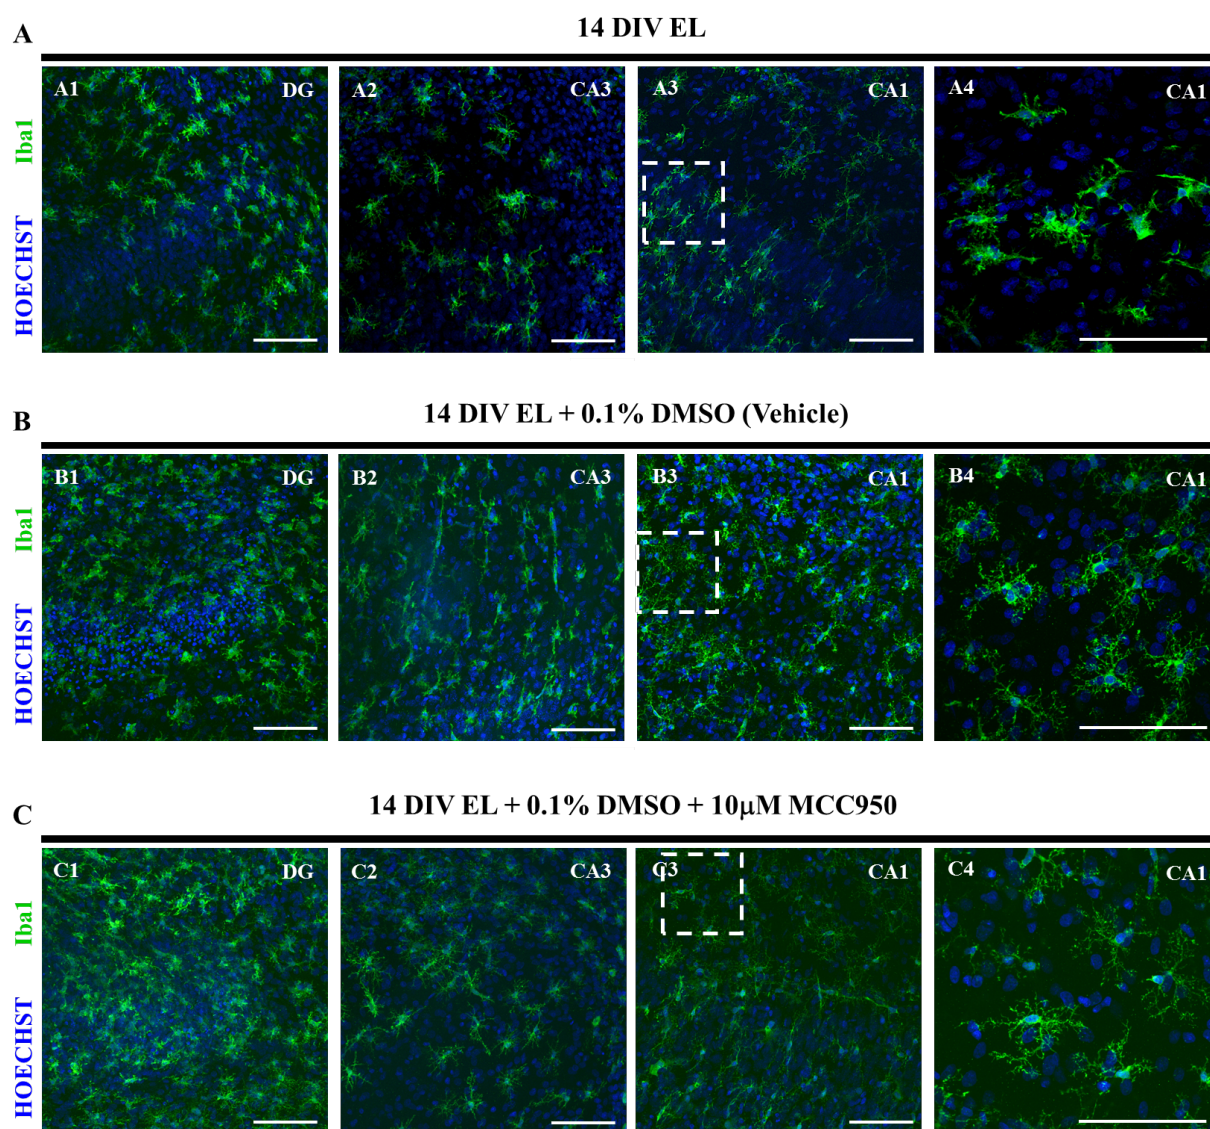 A
14 DIV EL
Iba1
HOECHST
A1 DG
A2 CA3
A3 CA1
A4 CA1
B
14 DIV EL + 0.1% DMSO (Vehicle)
Iba1
HOECHST
B1 DG
B2 CA3
B3 CA1
B4 CA1
C
14 DIV EL + 0.1% DMSO + 10μM MCC950
Iba1
HOECHST
C1 DG
C2 CA3
C3 CA1
C4 CA1